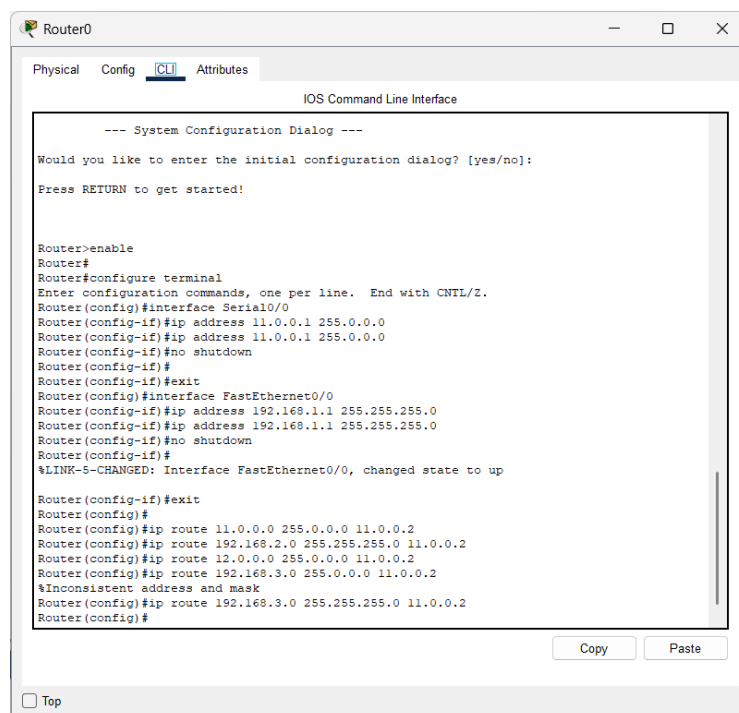 Router0
Physical Config CLI Attributes
IOS Command Line Interface
--- System Configuration Dialog ---
Would you like to enter the initial configuration dialog? [yes/no]:
Press RETURN to get started!
Router>enable
Router#
Router#configure terminal
Enter configuration commands, one per line.  End with CNTL/Z.
Router(config)#interface Serial0/0
Router(config-if)#ip address 11.0.0.1 255.0.0.0
Router(config-if)#ip address 11.0.0.1 255.0.0.0
Router(config-if)#no shutdown
Router(config-if)#
Router(config-if)#exit
Router(config)#interface FastEthernet0/0
Router(config-if)#ip address 192.168.1.1 255.255.255.0
Router(config-if)#ip address 192.168.1.1 255.255.255.0
Router(config-if)#no shutdown
Router(config-if)#
%LINK-5-CHANGED: Interface FastEthernet0/0, changed state to up
Router(config-if)#exit
Router(config)#
Router(config)#ip route 11.0.0.0 255.0.0.0 11.0.0.2
Router(config)#ip route 192.168.2.0 255.255.255.0 11.0.0.2
Router(config)#ip route 12.0.0.0 255.0.0.0 11.0.0.2
Router(config)#ip route 192.168.3.0 255.0.0.0 11.0.0.2
%Inconsistent address and mask
Router(config)#ip route 192.168.3.0 255.255.255.0 11.0.0.2
Router(config)#
Copy Paste
Top